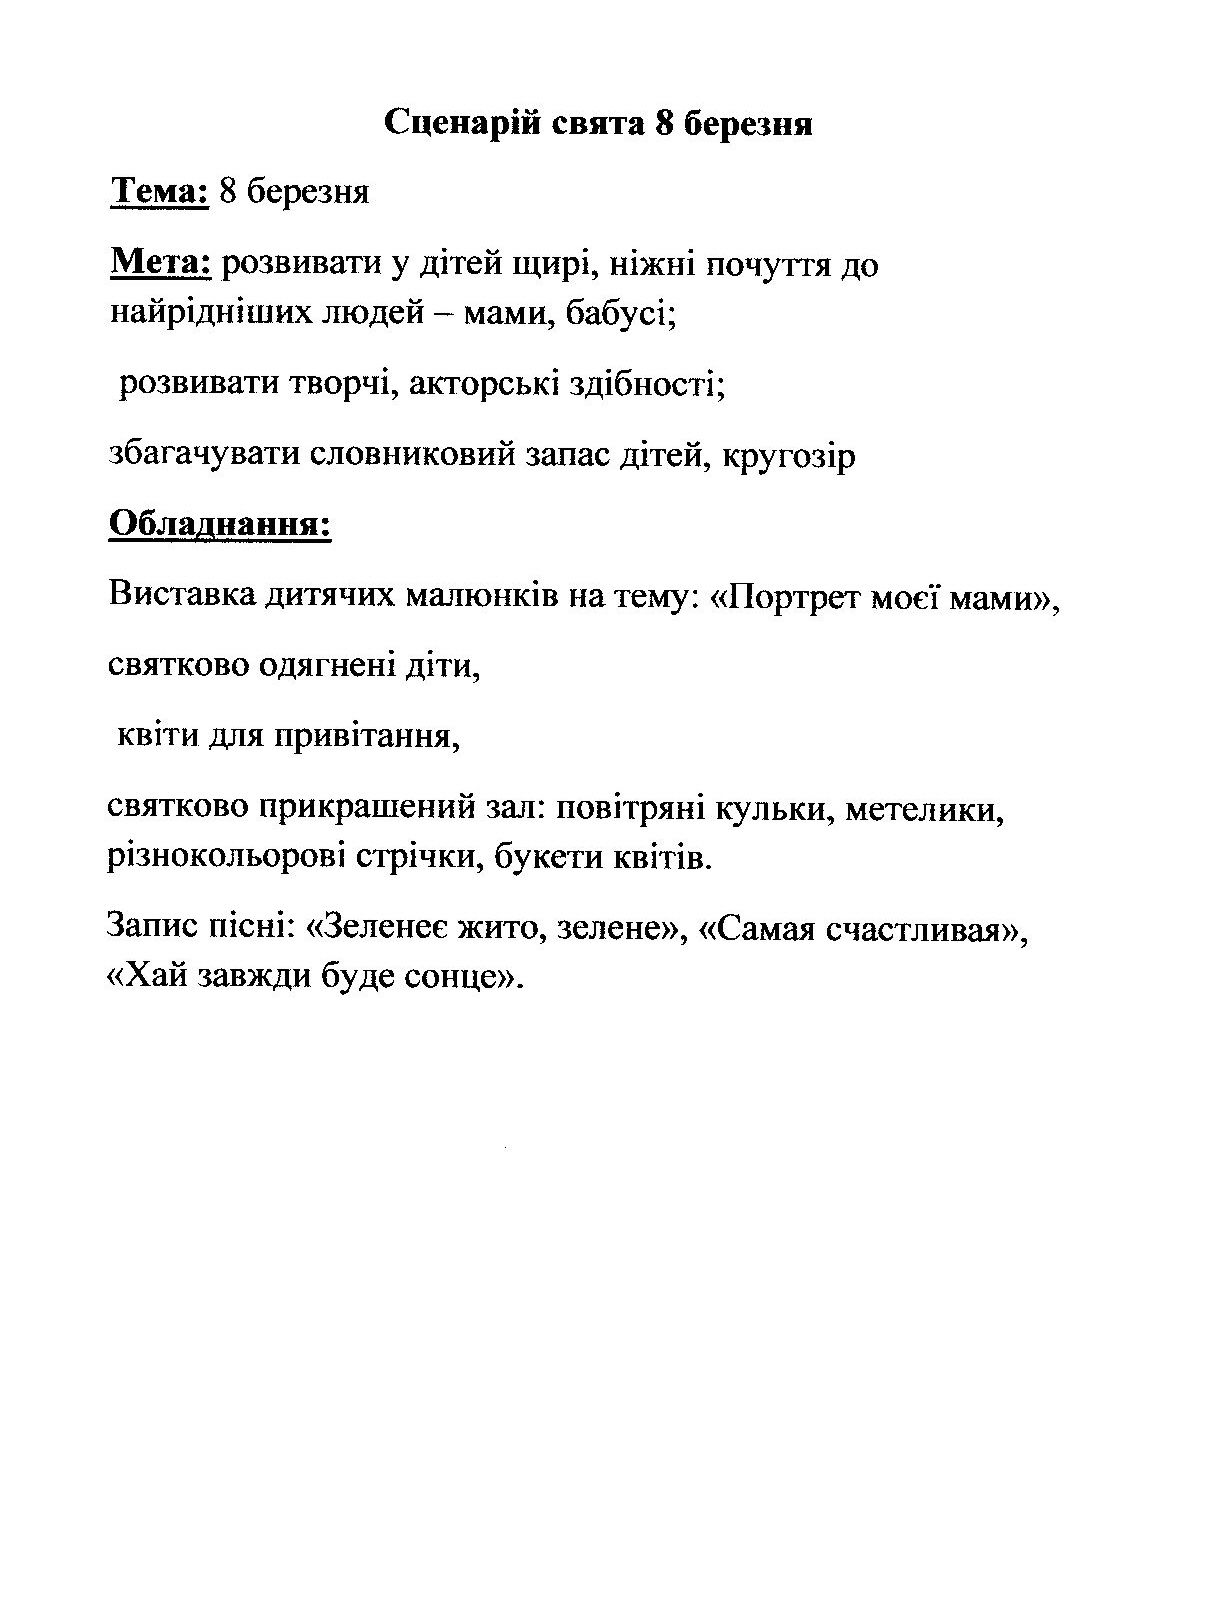 Сценарій свята 8 березня
Тема: 8 березня
Мета: розвивати у дітей щирі, ніжні почуття до
найрідніших людей – мами, бабусі;
розвивати творчі, акторські здібності;
збагачувати словниковий запас дітей, кругозір
Обладнання:
Виставка дитячих малюнків на тему: «Портрет моєї мами»,
святково одягнені діти,
квіти для привітання,
святково прикрашений зал: повітряні кульки, метелики,
різнокольорові стрічки, букети квітів.
Запис пісні: «Зеленеє жито, зелене», «Самая счастливая»,
«Хай завжди буде сонце».